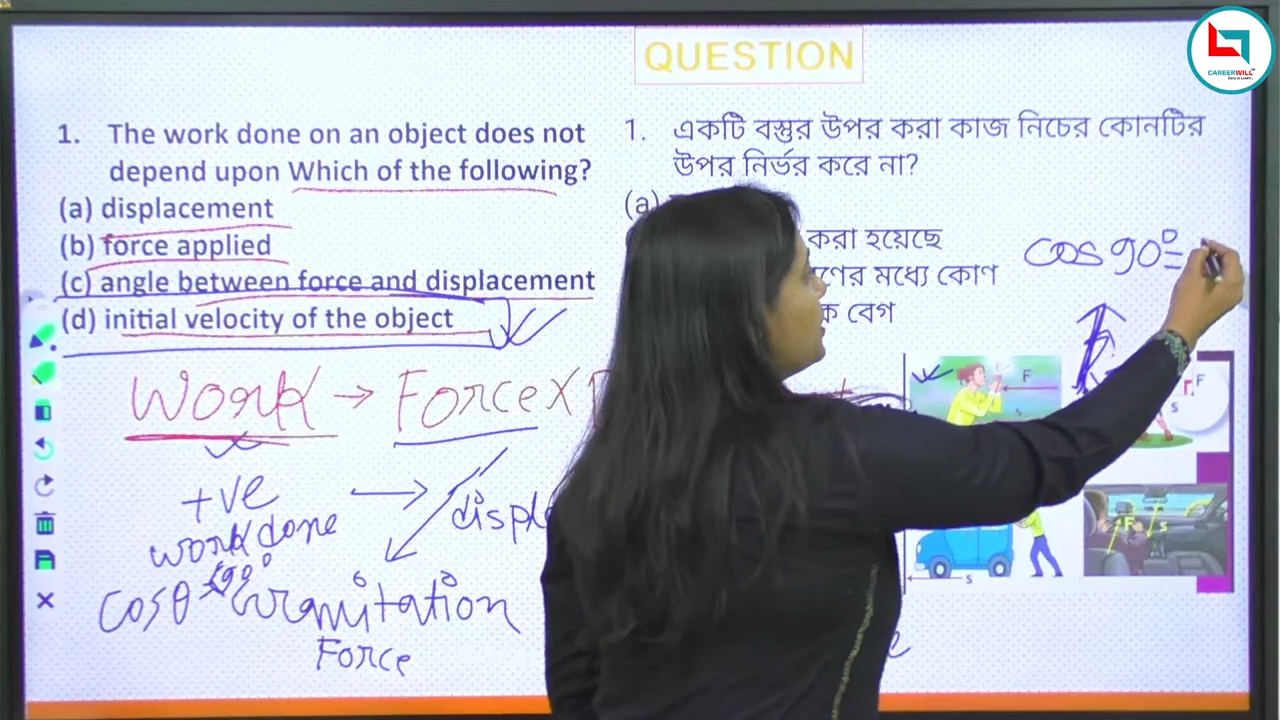 QUESTION
CAREERWILL
1. The work done on an object does not
depend upon Which of the following?
(a) displacement
(b) force applied
(c) angle between force and displacement
(d) initial velocity of the object
1. একটি বস্তুর উপর করা কাজ নিচের কোনটির
উপর নির্ভর করে না?
(a)
করা হয়েছে
মধ্যে কোণ
বেগ
cos 90° =
Work → Force x
+ve
work done
displ
cosθ <90°
Gravitation
Force
F
s
F
s
F
s
s